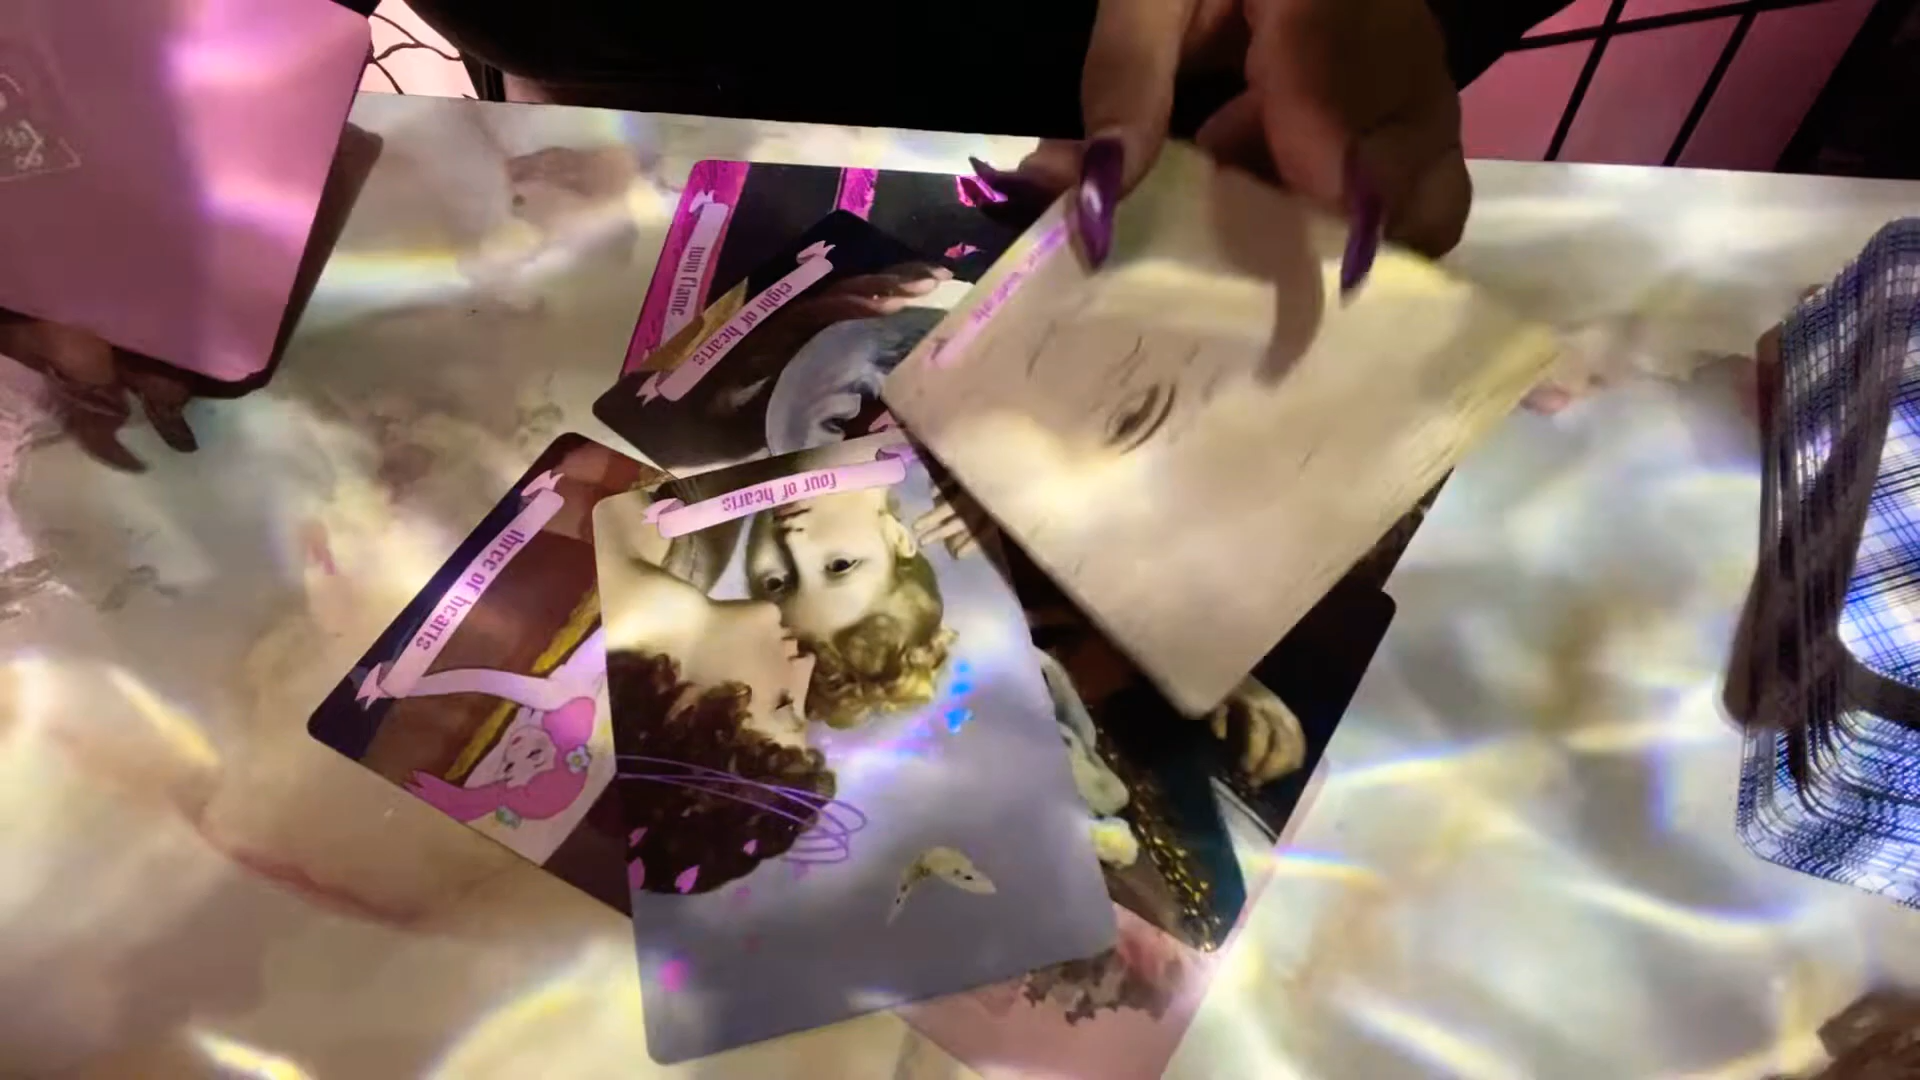 twin flame
eight of hearts
four of hearts
three of hearts